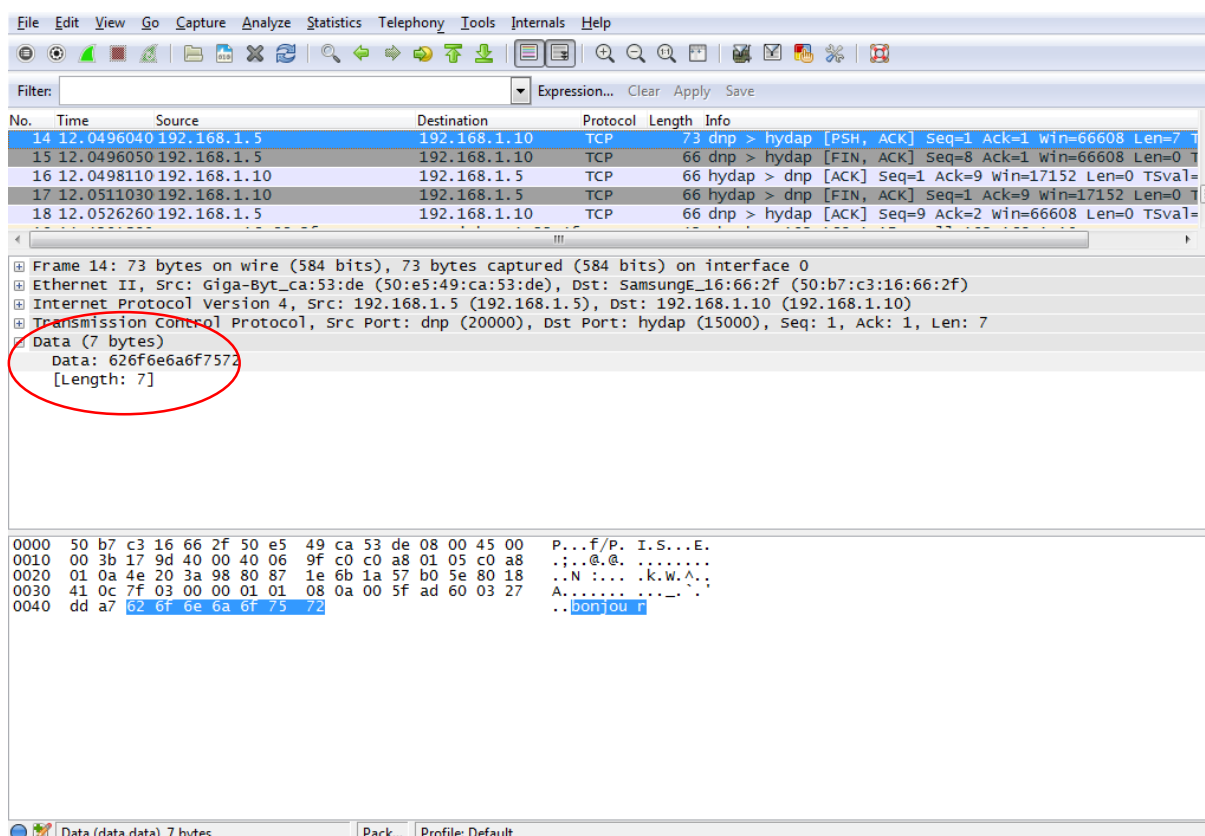 File Edit View Go Capture Analyze Statistics Telephony Tools Internals Help
Filter: Expression... Clear Apply Save
No. Time Source Destination Protocol Length Info
14 12.0496040 192.168.1.5 192.168.1.10 TCP 73 dnp > hydap [PSH, ACK] Seq=1 Ack=1 Win=66608 Len=7 T
15 12.0496050 192.168.1.5 192.168.1.10 TCP 66 dnp > hydap [FIN, ACK] Seq=8 Ack=1 Win=66608 Len=0 T
16 12.0498110 192.168.1.10 192.168.1.5 TCP 66 hydap > dnp [ACK] Seq=1 Ack=9 Win=17152 Len=0 TSval=
17 12.0511030 192.168.1.10 192.168.1.5 TCP 66 hydap > dnp [FIN, ACK] Seq=1 Ack=9 Win=17152 Len=0 T
18 12.0526260 192.168.1.5 192.168.1.10 TCP 66 dnp > hydap [ACK] Seq=9 Ack=2 Win=66608 Len=0 TSval=
Frame 14: 73 bytes on wire (584 bits), 73 bytes captured (584 bits) on interface 0
Ethernet II, Src: Giga-Byt_ca:53:de (50:e5:49:ca:53:de), Dst: SamsungE_16:66:2f (50:b7:c3:16:66:2f)
Internet Protocol Version 4, Src: 192.168.1.5 (192.168.1.5), Dst: 192.168.1.10 (192.168.1.10)
Transmission Control Protocol, Src Port: dnp (20000), Dst Port: hydap (15000), Seq: 1, Ack: 1, Len: 7
Data (7 bytes)
Data: 626f6e6a6f7572
[Length: 7]
0000 50 b7 c3 16 66 2f 50 e5 49 ca 53 de 08 00 45 00 P...f/P. I.S...E.
0010 00 3b 17 9d 40 00 40 06 9f c0 c0 a8 01 05 c0 a8 .;..@.@. ........
0020 01 0a 4e 20 3a 98 80 87 1e 6b 1a 57 b0 5e 80 18 ..N :... .k.W.^..
0030 41 0c 7f 03 00 00 01 01 08 0a 00 5f ad 60 03 27 A....... ..._.`.'
0040 dd a7 62 6f 6e 6a 6f 75 72 ..bonjou r
Data (data.data), 7 bytes Pack... Profile: Default